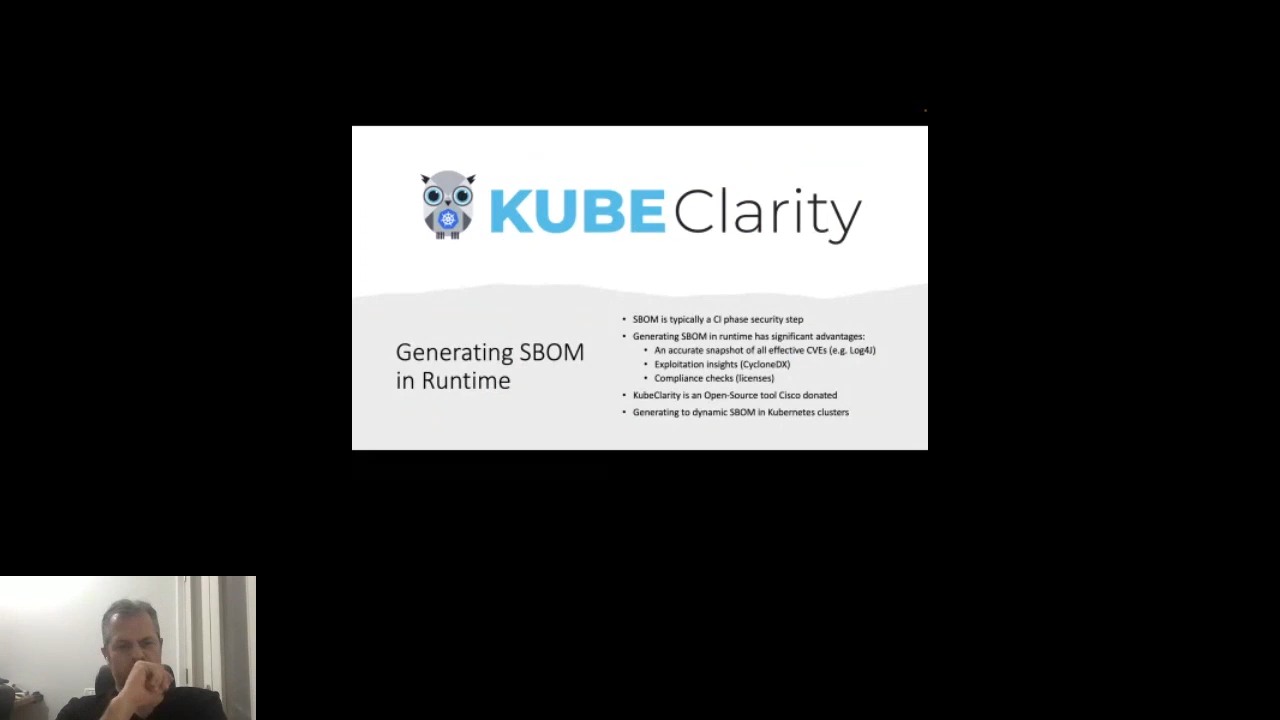 KUBEClarity
Generating SBOM
in Runtime
• SBOM is typically a CI phase security step
• Generating SBOM in runtime has significant advantages:
• An accurate snapshot of all effective CVEs (e.g. Log4J)
• Exploitation insights (CycloneDX)
• Compliance checks (licenses)
• KubeClarity is an Open-Source tool Cisco donated
• Generating to dynamic SBOM in Kubernetes clusters